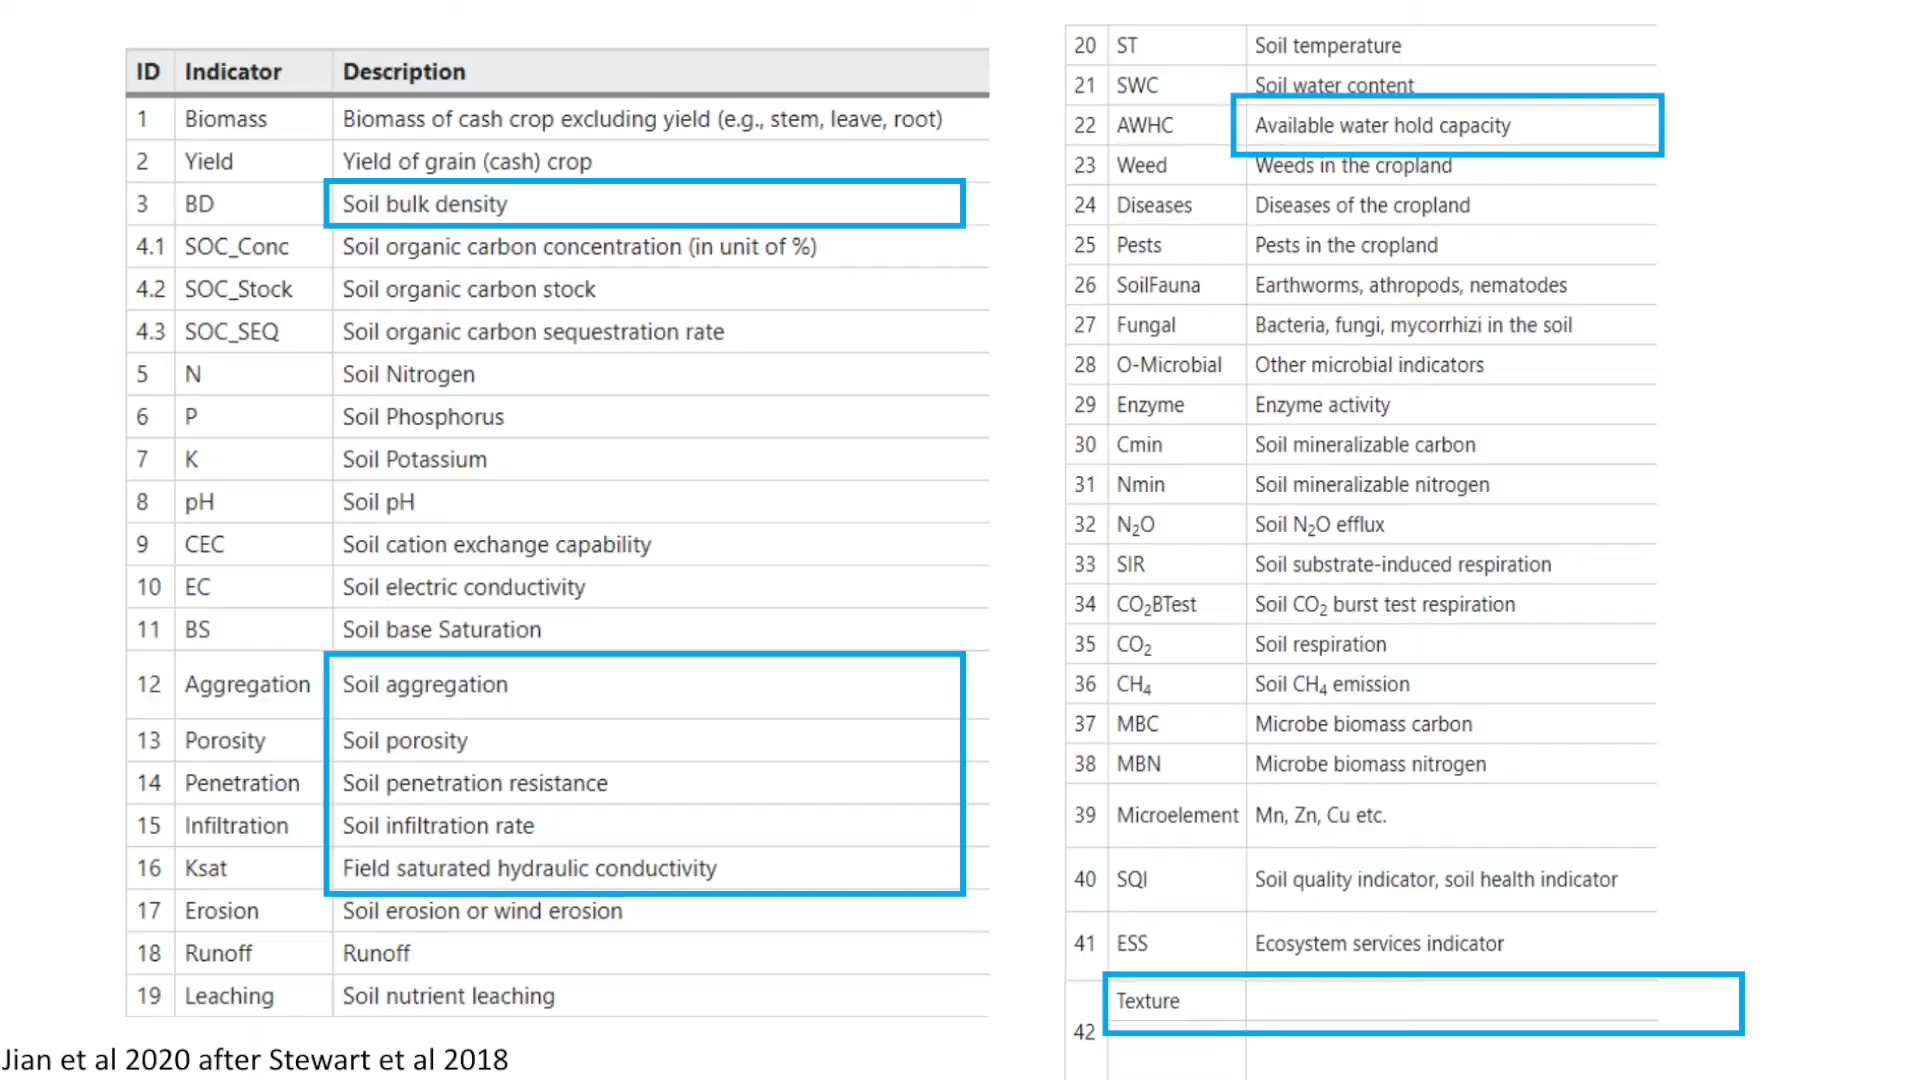 ID Indicator Description
1 Biomass Biomass of cash crop excluding yield (e.g., stem, leave, root)
2 Yield Yield of grain (cash) crop
3 BD Soil bulk density
4.1 SOC_Conc Soil organic carbon concentration (in unit of %)
4.2 SOC_Stock Soil organic carbon stock
4.3 SOC_SEQ Soil organic carbon sequestration rate
5 N Soil Nitrogen
6 P Soil Phosphorus
7 K Soil Potassium
8 pH Soil pH
9 CEC Soil cation exchange capability
10 EC Soil electric conductivity
11 BS Soil base Saturation
12 Aggregation Soil aggregation
13 Porosity Soil porosity
14 Penetration Soil penetration resistance
15 Infiltration Soil infiltration rate
16 Ksat Field saturated hydraulic conductivity
17 Erosion Soil erosion or wind erosion
18 Runoff Runoff
19 Leaching Soil nutrient leaching
20 ST Soil temperature
21 SWC Soil water content
22 AWHC Available water hold capacity
23 Weed Weeds in the cropland
24 Diseases Diseases of the cropland
25 Pests Pests in the cropland
26 SoilFauna Earthworms, athropods, nematodes
27 Fungal Bacteria, fungi, mycorrhizi in the soil
28 O-Microbial Other microbial indicators
29 Enzyme Enzyme activity
30 Cmin Soil mineralizable carbon
31 Nmin Soil mineralizable nitrogen
32 N₂O Soil N₂O efflux
33 SIR Soil substrate-induced respiration
34 CO₂BTest Soil CO₂ burst test respiration
35 CO₂ Soil respiration
36 CH₄ Soil CH₄ emission
37 MBC Microbe biomass carbon
38 MBN Microbe biomass nitrogen
39 Microelement Mn, Zn, Cu etc.
40 SQI Soil quality indicator, soil health indicator
41 ESS Ecosystem services indicator
42 Texture
Jian et al 2020 after Stewart et al 2018